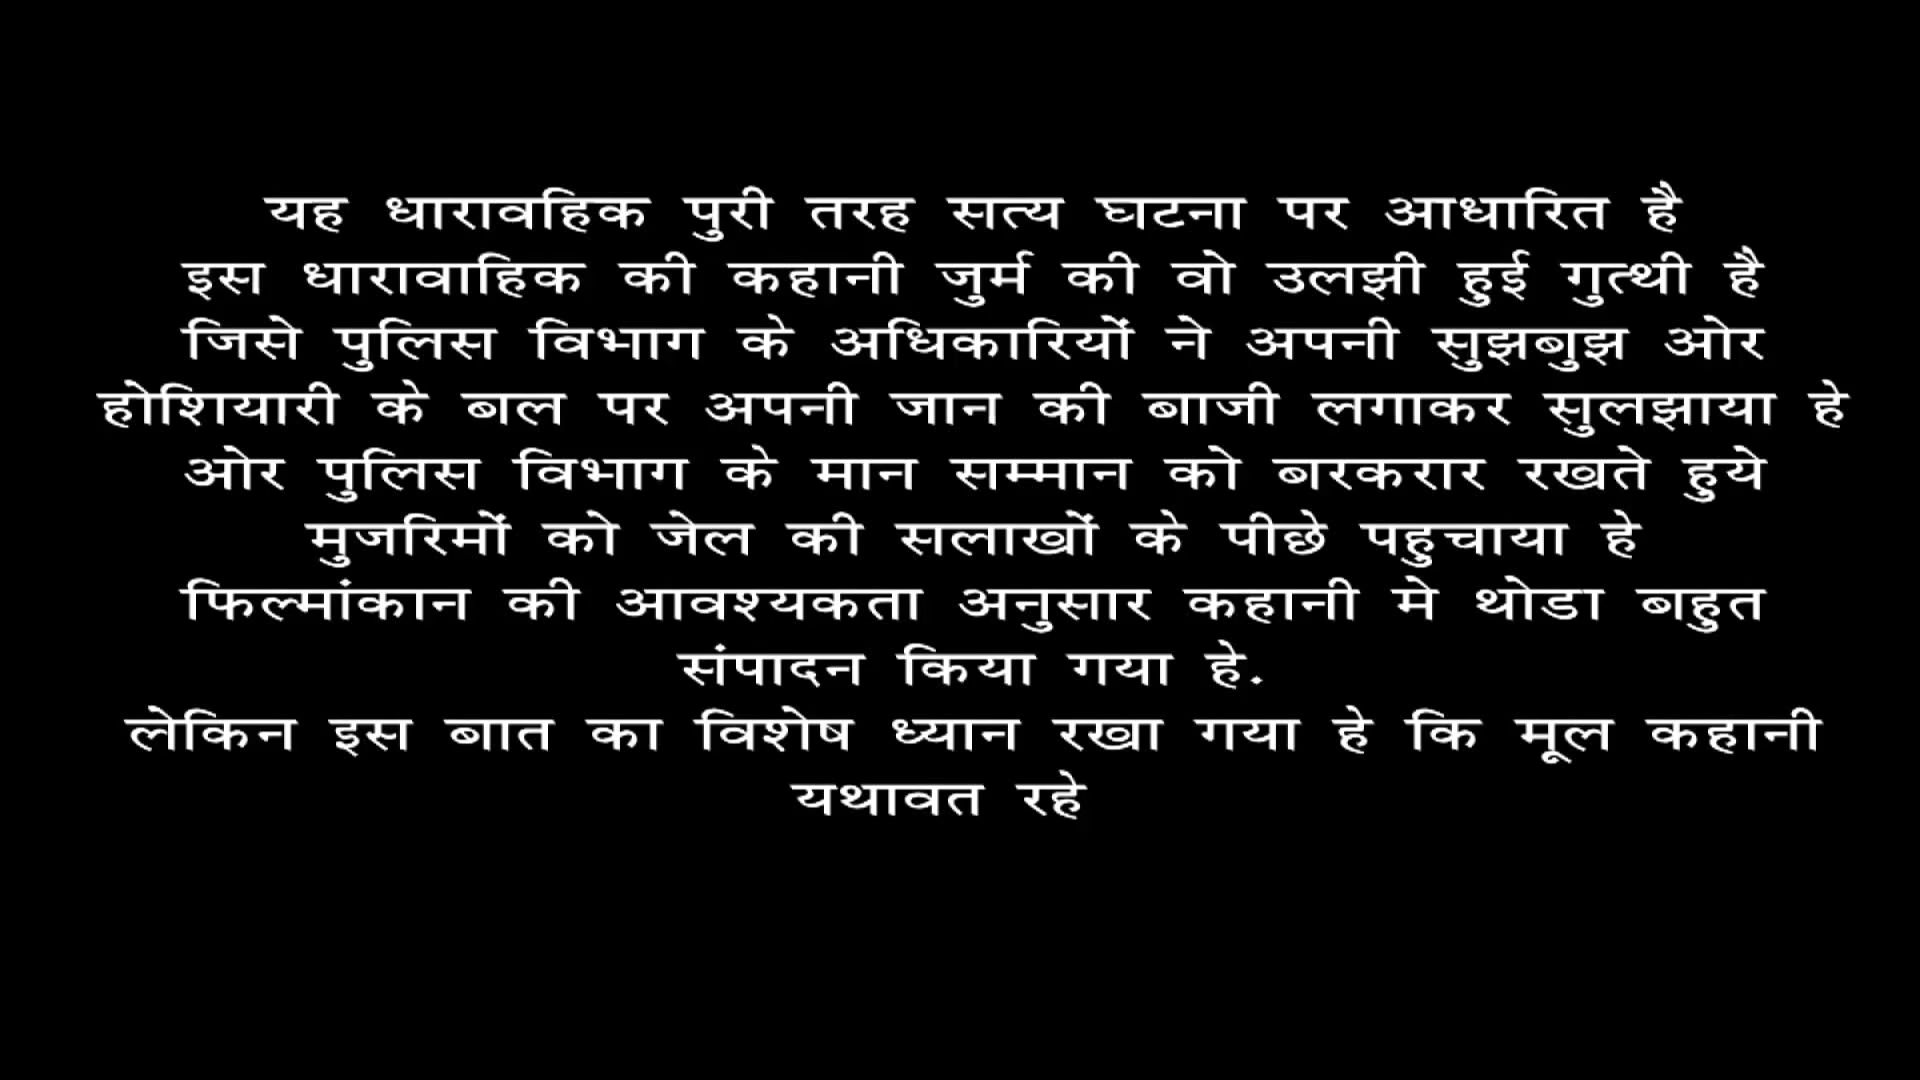 यह धारावहिक पुरी तरह सत्य घटना पर आधारित है
इस धारावाहिक की कहानी जुर्म की वो उलझी हुई गुत्थी है
जिसे पुलिस विभाग के अधिकारियों ने अपनी सुझबुझ ओर
होशियारी के बल पर अपनी जान की बाजी लगाकर सुलझाया हे
ओर पुलिस विभाग के मान सम्मान को बरकरार रखते हुये
मुजरिमों को जेल की सलाखों के पीछे पहुचाया हे
फिल्मांकान की आवश्यकता अनुसार कहानी मे थोडा बहुत
संपादन किया गया हे.
लेकिन इस बात का विशेष ध्यान रखा गया हे कि मूल कहानी
यथावत रहे